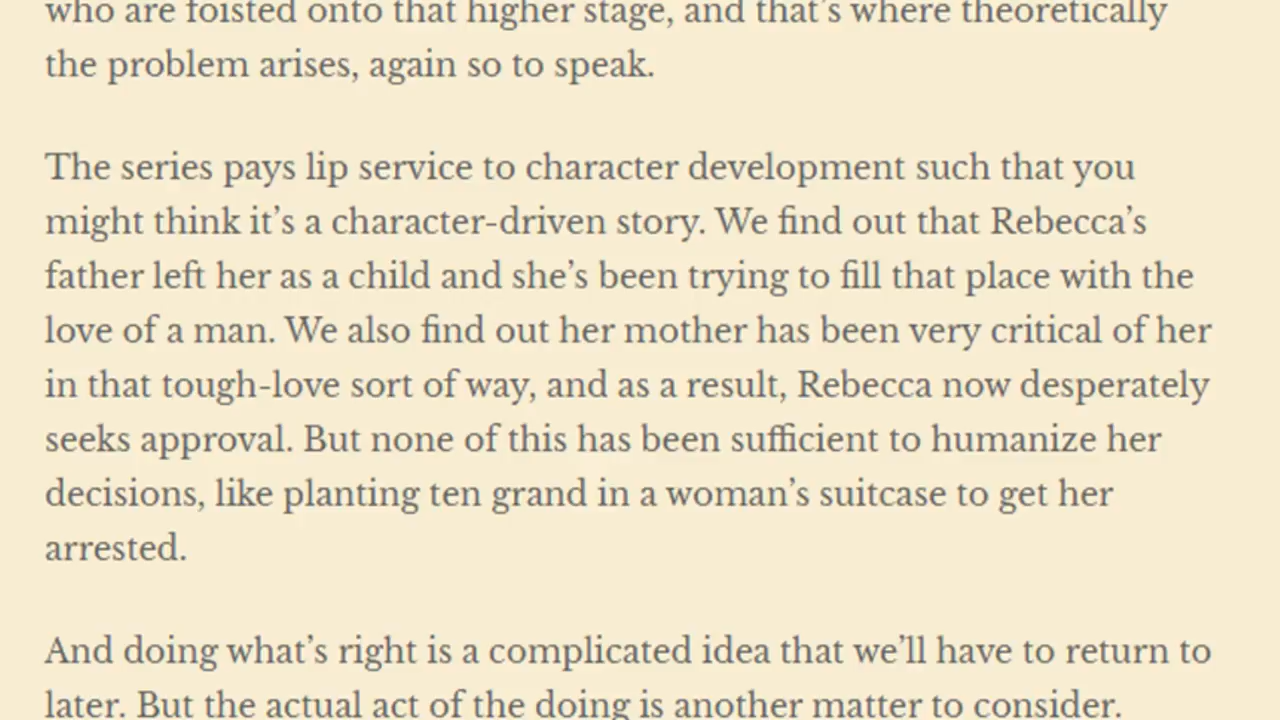 who are foisted onto that higher stage, and that’s where theoretically
the problem arises, again so to speak.
The series pays lip service to character development such that you
might think it’s a character-driven story. We find out that Rebecca’s
father left her as a child and she’s been trying to fill that place with the
love of a man. We also find out her mother has been very critical of her
in that tough-love sort of way, and as a result, Rebecca now desperately
seeks approval. But none of this has been sufficient to humanize her
decisions, like planting ten grand in a woman’s suitcase to get her
arrested.
And doing what’s right is a complicated idea that we’ll have to return to
later. But the actual act of the doing is another matter to consider.